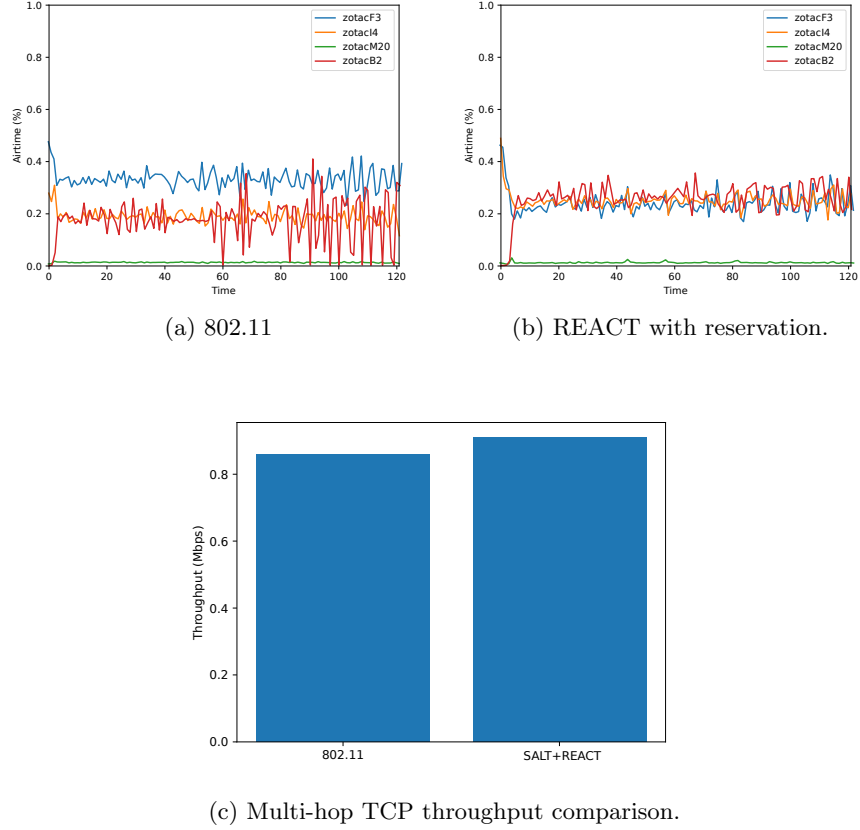 1.0
0.8
0.6
0.4
0.2
0.0
Airtime (%)
0 20 40 60 80 100 120
Time
zotacF3
zotacI4
zotacM20
zotacB2
(a) 802.11
1.0
0.8
0.6
0.4
0.2
0.0
Airtime (%)
0 20 40 60 80 100 120
Time
zotacF3
zotacI4
zotacM20
zotacB2
(b) REACT with reservation.
0.8
0.6
0.4
0.2
0.0
Throughput (Mbps)
802.11 SALT+REACT
(c) Multi-hop TCP throughput comparison.